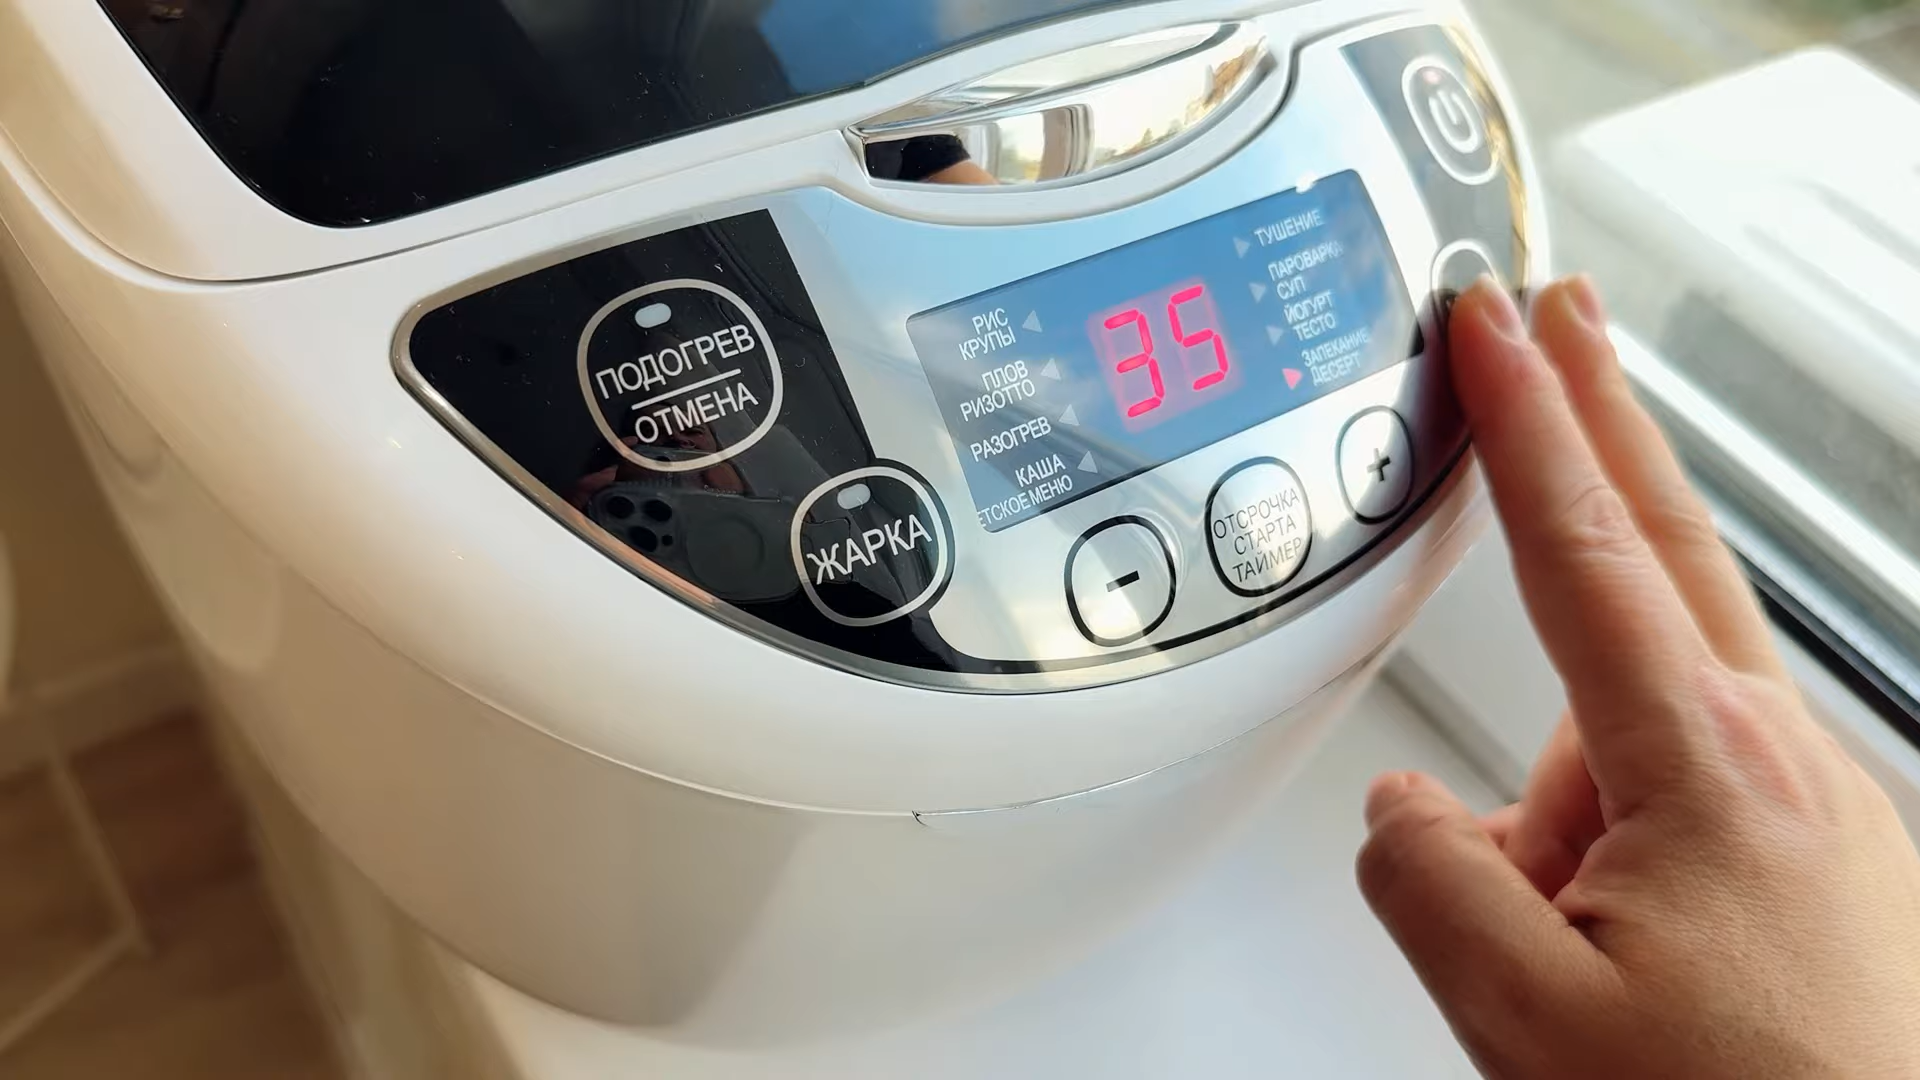 ПОДОГРЕВ
ОТМЕНА
ЖАРКА
РИС
КРУПЫ
ПЛОВ
РИЗОТТО
РАЗОГРЕВ
КАША
ЕТСКОЕ МЕНЮ
35
ТУШЕНИЕ
ПАРОВАРКА
СУП
ЙОГУРТ
ТЕСТО
ЗАПЕКАНИЕ
ДЕСЕРТ
-
ОТСРОЧКА
СТАРТА
ТАЙМЕР
+